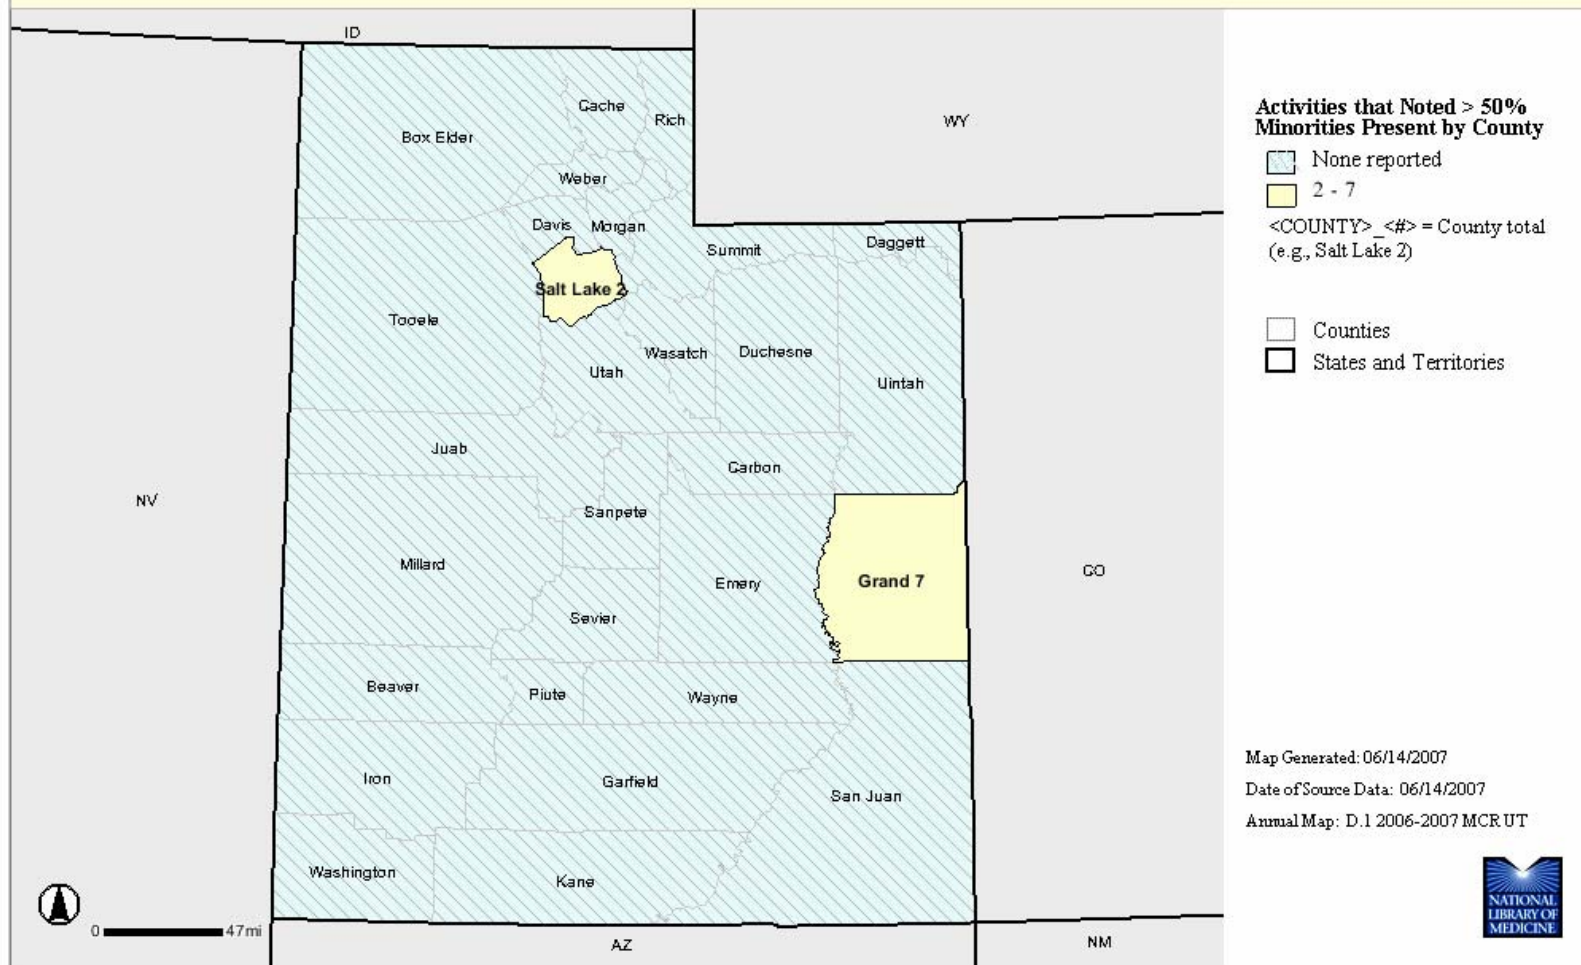 ID
Cache
Rich
Box Elder
WY
Weber
Davis
Morgan
Summit
Daggett
Salt Lake 2
Tooele
Wasatch
Duchesne
Utah
Uintah
Juab
Carbon
NV
Sanpete
Millard
Emery
Grand 7
CO
Sevier
Beaver
Piute
Wayne
Iron
Garfield
San Juan
Washington
Kane
0 47mi
AZ
NM
Activities that Noted > 50%
Minorities Present by County
None reported
2 - 7
<COUNTY>_<#> = County total
(e.g., Salt Lake 2)
Counties
States and Territories
Map Generated: 06/14/2007
Date of Source Data: 06/14/2007
Annual Map: D.1 2006-2007 MCR UT
NATIONAL
LIBRARY OF
MEDICINE